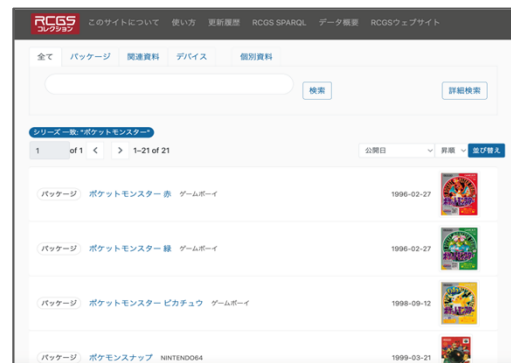 RCGS
コレクション
このサイトについて 使い方 更新履歴 RCGS SPARQL データ概要 RCGSウェブサイト
全て パッケージ 関連資料 デバイス 個別資料
検索 詳細検索
シリーズ 一致: "ポケットモンスター"
1 of 1 < > 1–21 of 21 公開日 昇順 並び替え
パッケージ ポケットモンスター 赤 ゲームボーイ 1996-02-27
パッケージ ポケットモンスター 緑 ゲームボーイ 1996-02-27
パッケージ ポケットモンスター ピカチュウ ゲームボーイ 1998-09-12
パッケージ ポケモンスナップ NINTENDO64 1999-03-21